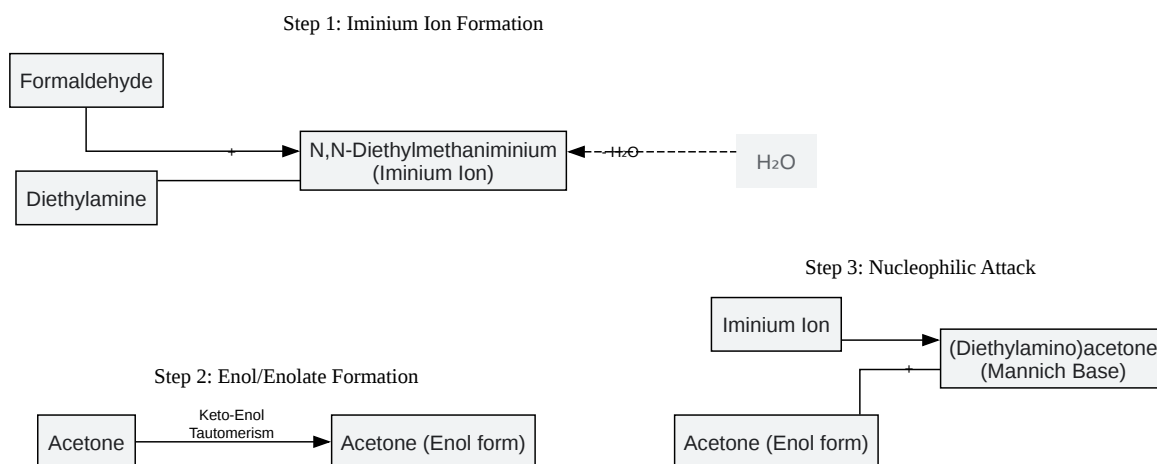 Step 1: Iminium Ion Formation
Formaldehyde
+
N,N-Diethylmethaniminium
(Iminium Ion)
- H₂O
H₂O
Diethylamine
Step 3: Nucleophilic Attack
Iminium Ion
(Diethylamino)acetone
(Mannich Base)
+
Acetone (Enol form)
Step 2: Enol/Enolate Formation
Acetone
Keto-Enol
Tautomerism
Acetone (Enol form)